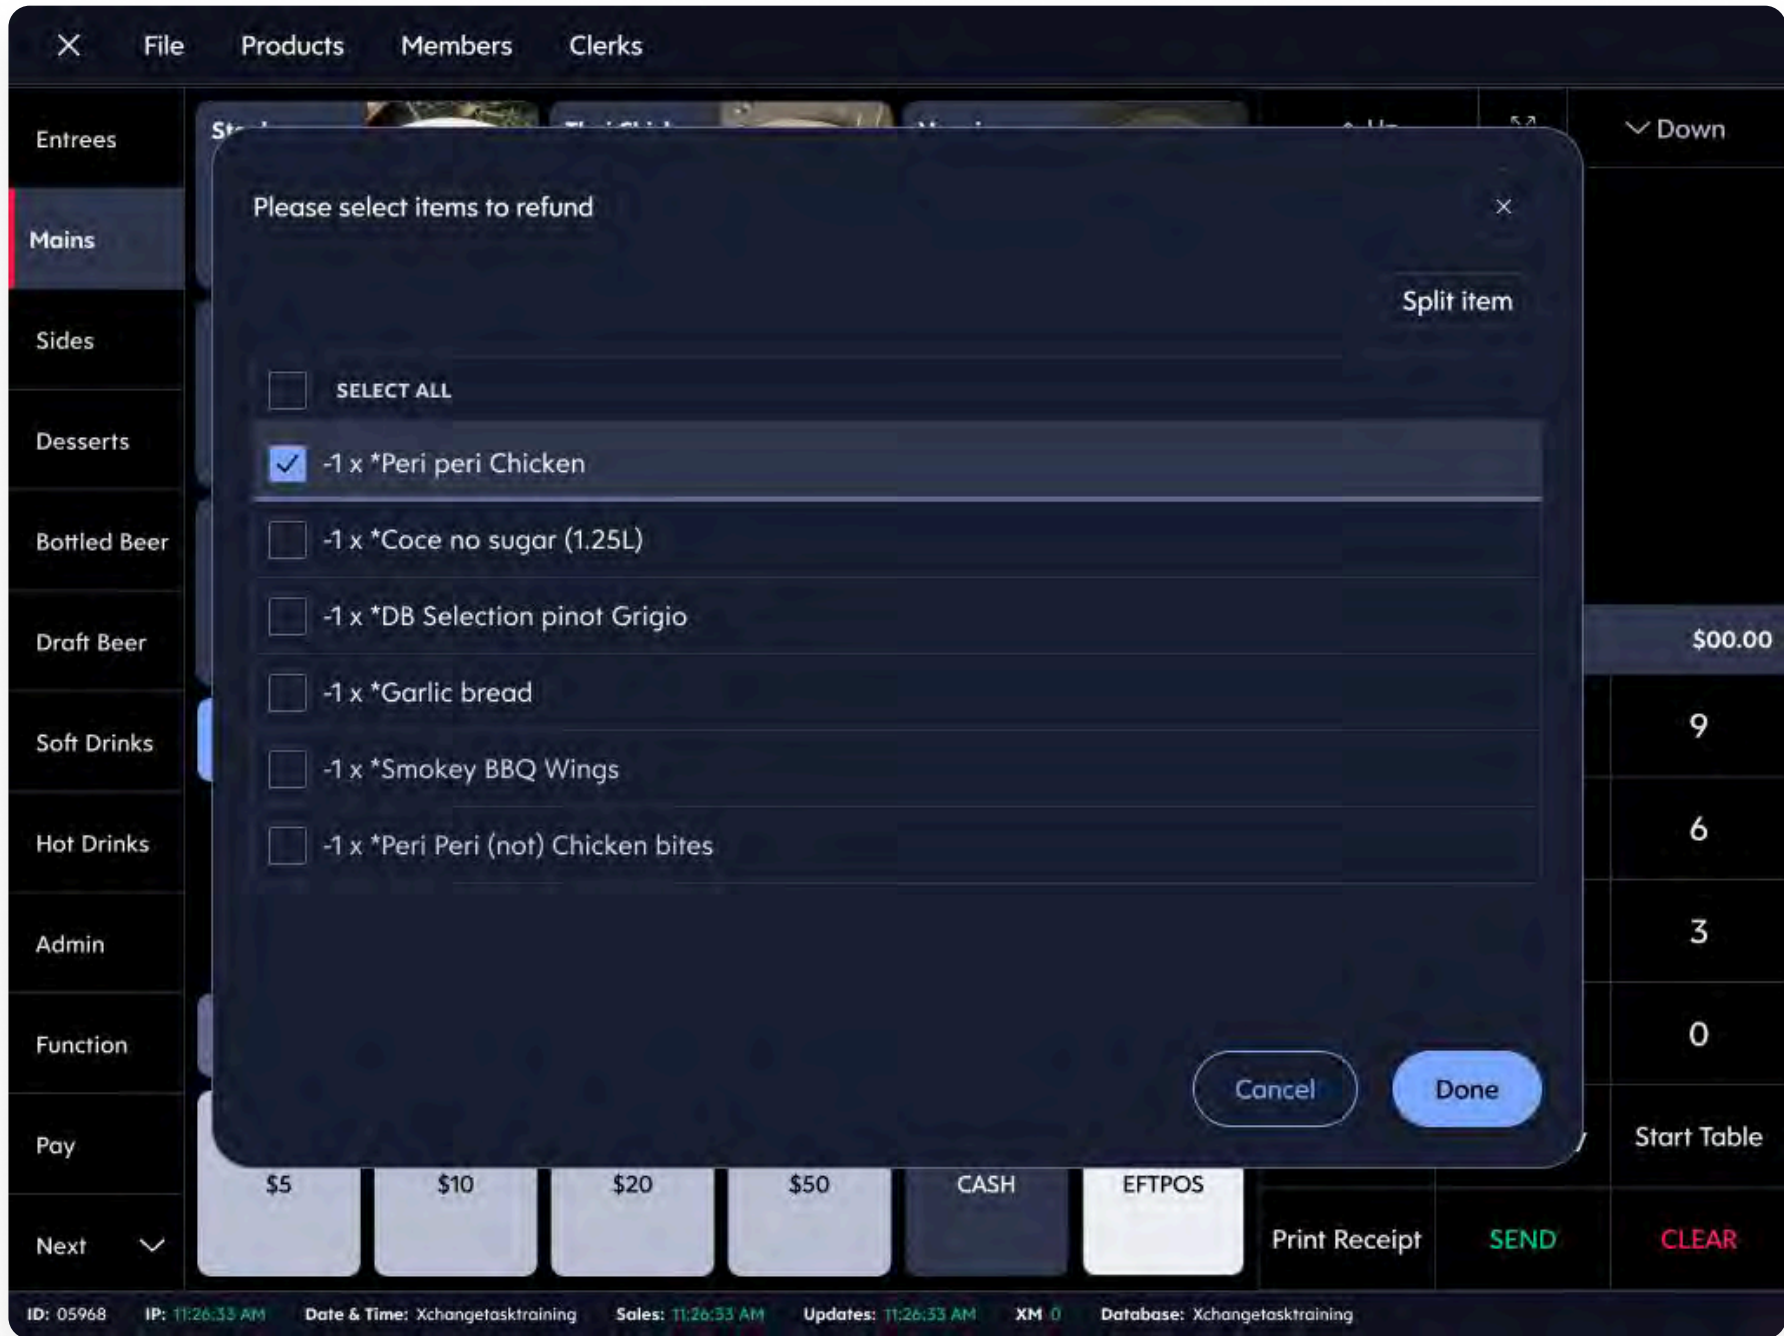 File Products Members Clerks
Entrees
Down
Mains
Please select items to refund
Split item
Sides
SELECT ALL
Desserts
-1 x *Peri peri Chicken
Bottled Beer
-1 x *Coce no sugar (1.25L)
Draft Beer
-1 x *DB Selection pinot Grigio
$00.00
-1 x *Garlic bread
Soft Drinks
9
-1 x *Smokey BBQ Wings
Hot Drinks
6
-1 x *Peri Peri (not) Chicken bites
Admin
3
Function
0
Cancel Done
Pay
Start Table
$5 $10 $20 $50 CASH EFTPOS
Next
Print Receipt SEND CLEAR
ID: 05968 IP: 11:26:33 AM Date & Time: Xchangetasktraining Sales: 11:26:33 AM Updates: 11:26:33 AM XM 0 Database: Xchangetasktraining